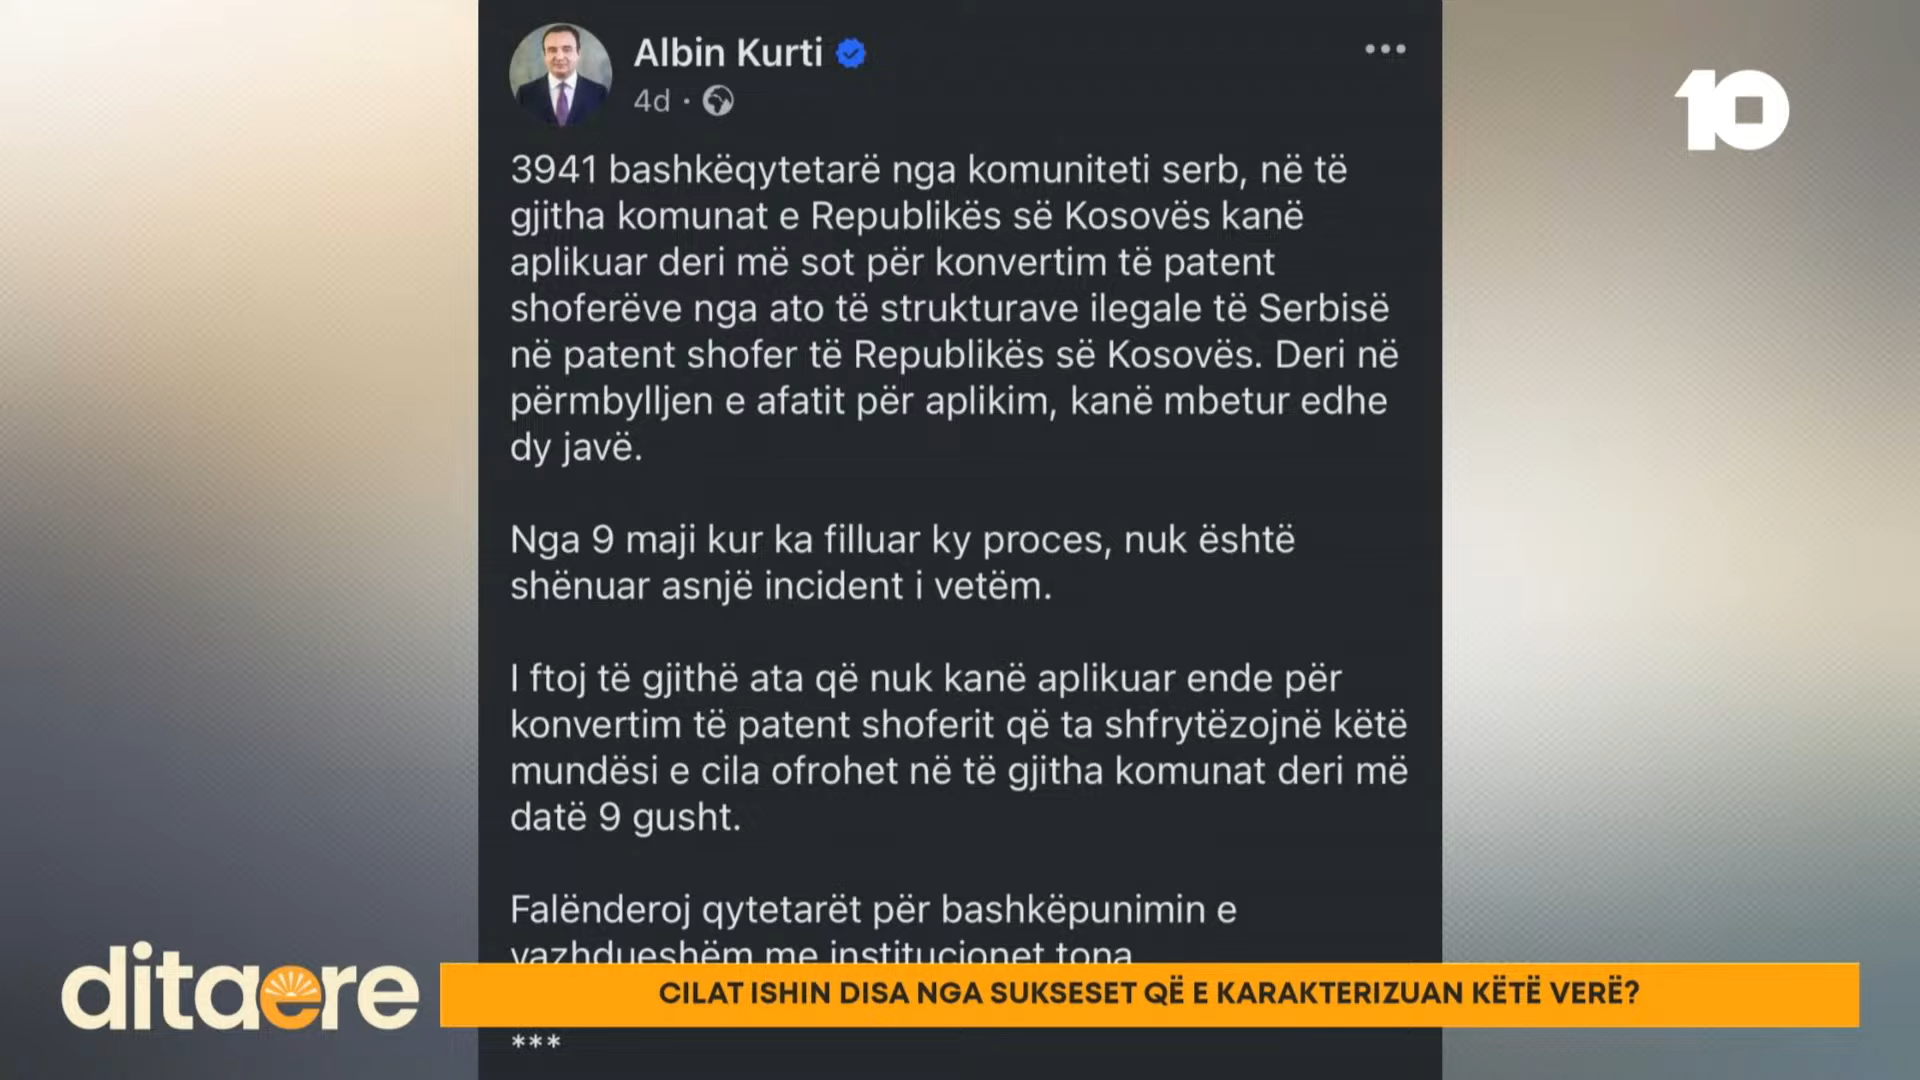 Albin Kurti
4d ·
10
3941 bashkëqytetarë nga komuniteti serb, në të
gjitha komunat e Republikës së Kosovës kanë
aplikuar deri më sot për konvertim të patent
shoferëve nga ato të strukturave ilegale të Serbisë
në patent shofer të Republikës së Kosovës. Deri në
përmbylljen e afatit për aplikim, kanë mbetur edhe
dy javë.
Nga 9 maji kur ka filluar ky proces, nuk është
shënuar asnjë incident i vetëm.
I ftoj të gjithë ata që nuk kanë aplikuar ende për
konvertim të patent shoferit që ta shfrytëzojnë këtë
mundësi e cila ofrohet në të gjitha komunat deri më
datë 9 gusht.
Falënderoj qytetarët për bashkëpunimin e
vazhdueshëm me institucionet tona
ditaere
CILAT ISHIN DISA NGA SUKSESET QË E KARAKTERIZUAN KËTË VERË?
***